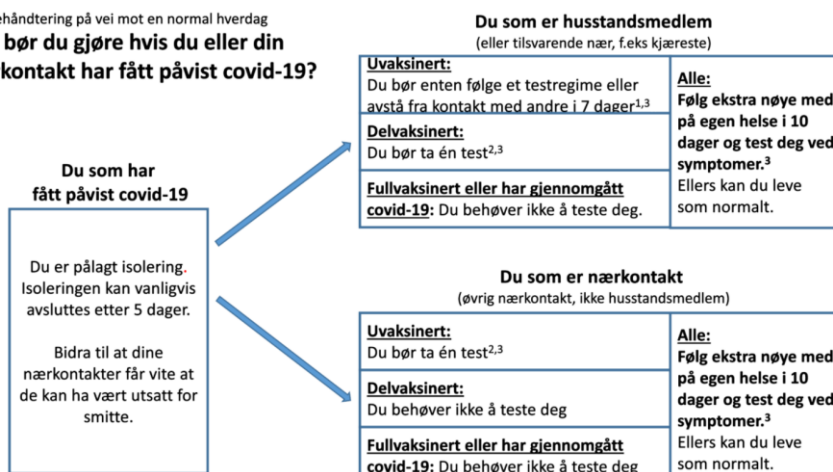 ehåndtering på vei mot en normal hverdag
bør du gjøre hvis du eller din
kontakt har fått påvist covid-19?
Du som har
fått påvist covid-19
Du er pålagt isolering.
Isoleringen kan vanligvis
avsluttes etter 5 dager.
Bidra til at dine
nærkontakter får vite at
de kan ha vært utsatt for
smitte.
Du som er husstandsmedlem
(eller tilsvarende nær, f.eks kjæreste)
Uvaksinert:
Du bør enten følge et testregime eller
avstå fra kontakt med andre i 7 dager1,3
Delvaksinert:
Du bør ta én test2,3
Fullvaksinert eller har gjennomgått
covid-19: Du behøver ikke å teste deg.
Alle:
Følg ekstra nøye med
på egen helse i 10
dager og test deg ved
symptomer.3
Ellers kan du leve
som normalt.
Du som er nærkontakt
(øvrig nærkontakt, ikke husstandsmedlem)
Uvaksinert:
Du bør ta én test2,3
Delvaksinert:
Du behøver ikke å teste deg
Fullvaksinert eller har gjennomgått
covid-19: Du behøver ikke å teste deg
Alle:
Følg ekstra nøye med
på egen helse i 10
dager og test deg ved
symptomer.3
Ellers kan du leve
som normalt.